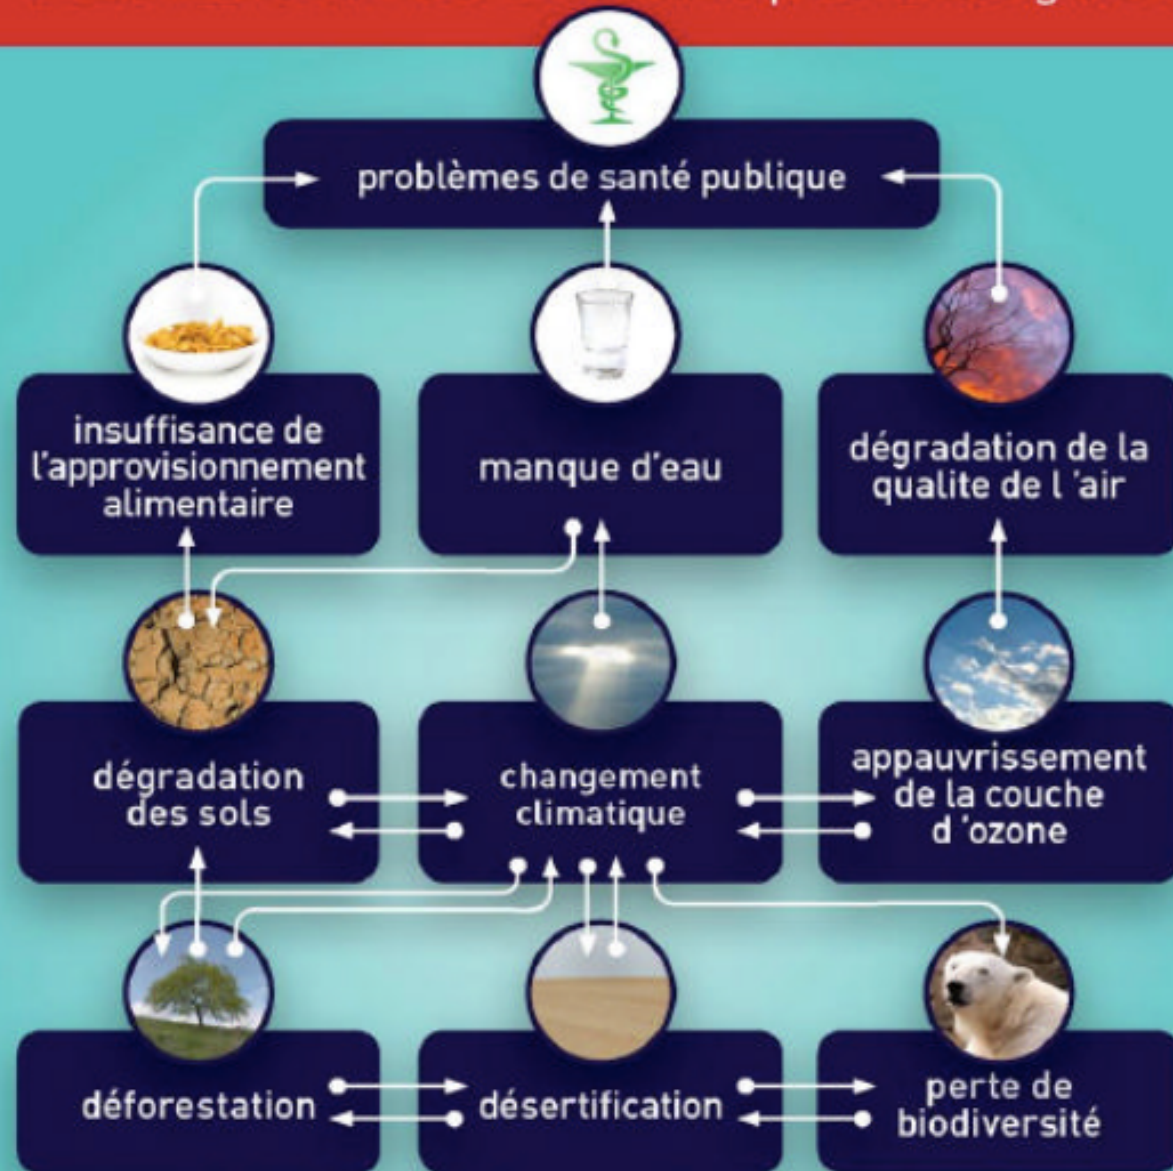 problèmes de santé publique
insuffisance de
l'approvisionnement
alimentaire
manque d'eau
dégradation de la
qualite de l 'air
dégradation
des sols
changement
climatique
appauvrissement
de la couche
d 'ozone
déforestation
désertification
perte de
biodiversité